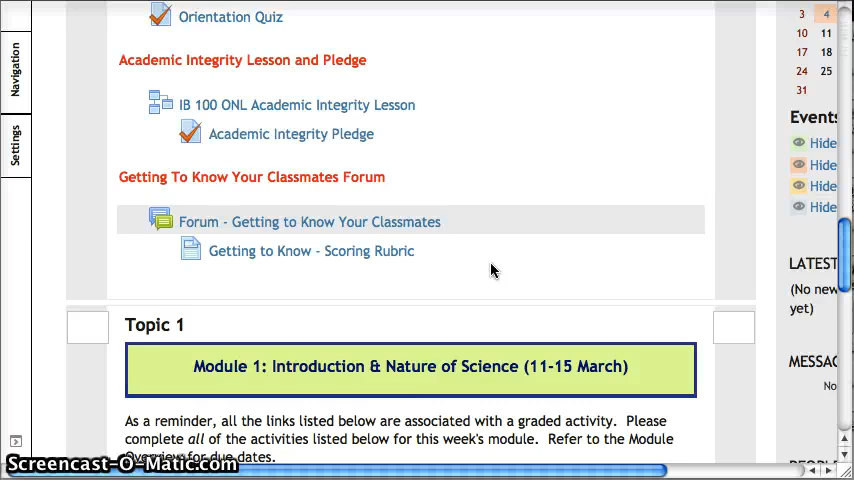 Orientation Quiz
Academic Integrity Lesson and Pledge
IB 100 ONL Academic Integrity Lesson
Academic Integrity Pledge
Getting To Know Your Classmates Forum
Forum - Getting to Know Your Classmates
Getting to Know - Scoring Rubric
Topic 1
Module 1: Introduction & Nature of Science (11-15 March)
As a reminder, all the links listed below are associated with a graded activity. Please
complete all of the activities listed below for this week's module. Refer to the Module
Overview for due dates.
Navigation
Settings
3 4
10 11
17 18
24 25
31
Events
Hide
Hide
Hide
Hide
LATEST
(No new
yet)
MESSAG
No
Screencast-O-Matic.com